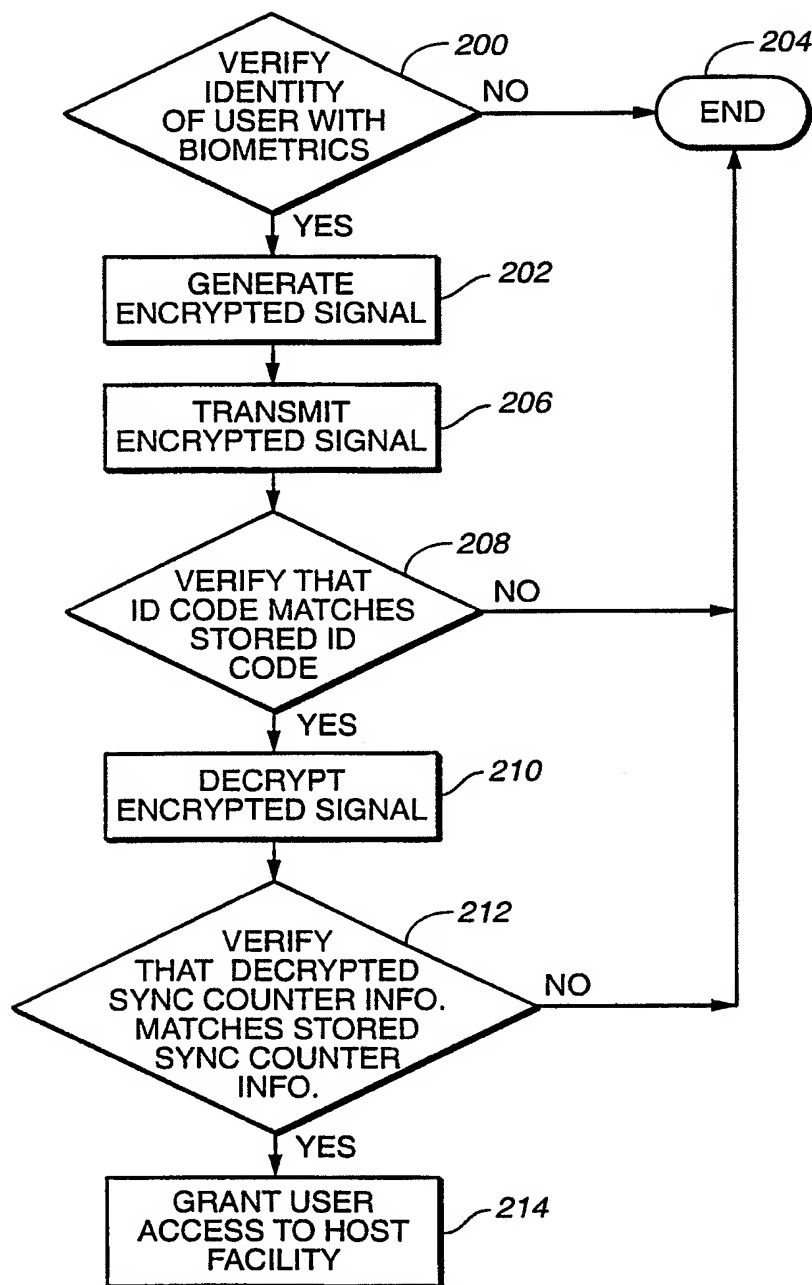 200
VERIFY
IDENTITY
OF USER WITH
BIOMETRICS
NO
204
END
YES
GENERATE
ENCRYPTED SIGNAL
202
TRANSMIT
ENCRYPTED SIGNAL
206
208
VERIFY THAT
ID CODE MATCHES
STORED ID
CODE
NO
YES
DECRYPT
ENCRYPTED SIGNAL
210
212
VERIFY
THAT DECRYPTED
SYNC COUNTER INFO.
MATCHES STORED
SYNC COUNTER
INFO.
NO
YES
GRANT USER
ACCESS TO HOST
FACILITY
214